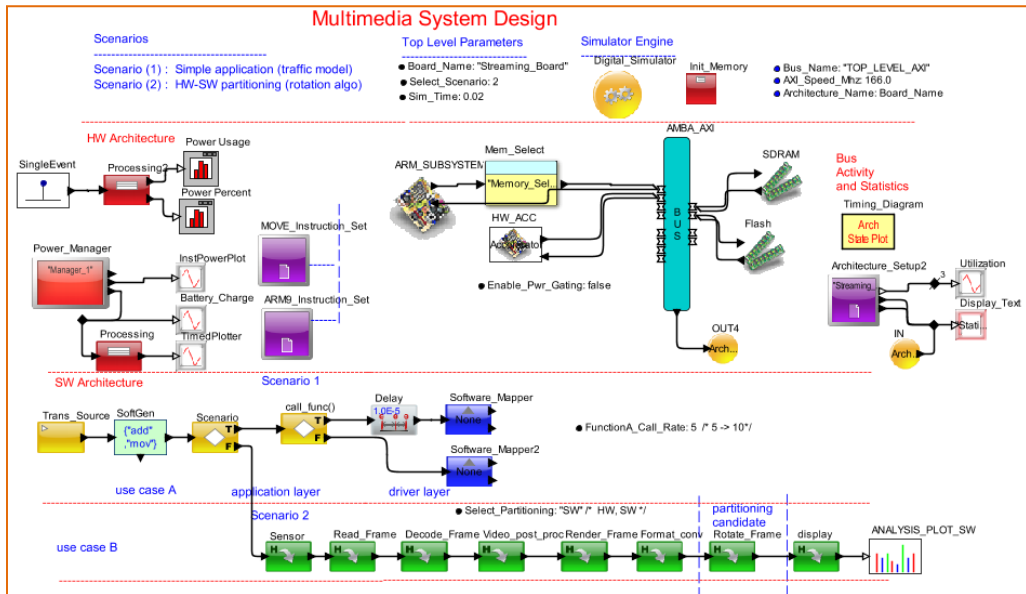 Multimedia System Design
Scenarios
Scenario (1) : Simple application (traffic model)
Scenario (2) : HW-SW partitioning (rotation algo)
Top Level Parameters
Board_Name: "Streaming_Board"
Select_Scenario: 2
Sim_Time: 0.02
Simulator Engine
Digital_Simulator
Init_Memory
Bus_Name: "TOP_LEVEL_AXI"
AXI_Speed_Mhz: 166.0
Architecture_Name: Board_Name
HW Architecture
SingleEvent
Processing2
Power Usage
Power Percent
Power_Manager
"Manager_1"
InstPowerPlot
Battery_Charge
Processing
TimedPlotter
MOVE_Instruction_Set
ARM9_Instruction_Set
ARM_SUBSYSTEM
Mem_Select
"Memory_Sel...
HW_ACC
Accelerato
Enable_Pwr_Gating: false
AMBA_AXI
BUS
SDRAM
Flash
OUT4
Arch...
Bus
Activity
and Statistics
Timing_Diagram
Arch
State Plot
Architecture_Setup2
"Streaming_
3
Utilization
Display_Text
Stati...
IN
Arch..
SW Architecture
Scenario 1
Trans_Source
SoftGen
{"add"
,"mov"}
Scenario
T
F
call_func()
T
F
Delay
1.0E-5
Software_Mapper
None
Software_Mapper2
None
FunctionA_Call_Rate: 5 /* 5 -> 10*/
use case A
application layer
driver layer
Scenario 2
Select_Partitioning: "SW" /* HW, SW */
partitioning
candidate
use case B
Sensor
Read_Frame
Decode_Frame
Video_post_proc
Render_Frame
Format_conv
Rotate_Frame
display
ANALYSIS_PLOT_SW
H
H
H
H
H
H
H
H